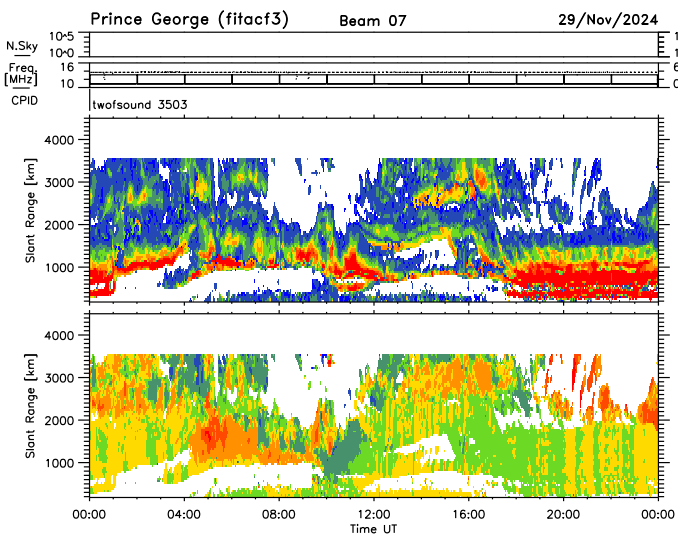 Prince George (fitacf3) Beam 07 29/Nov/2024
10^5
N.Sky
10^0
Freq 16 6
[MHz] 10 0
CPID
twofsound 3503
4000
3000
2000
1000
Slant Range [km]
4000
3000
2000
1000
Slant Range [km]
00:00 04:00 08:00 12:00 16:00 20:00 00:00
Time UT